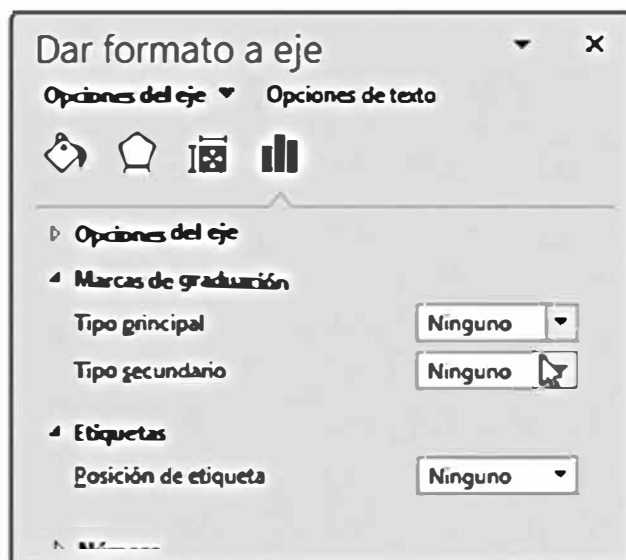 Dar formato a eje
Opciones del eje Opciones de texto
Opciones del eje
Marcas de graduación
Tipo principal Ninguno
Tipo secundario Ninguno
Etiquetas
Posición de etiqueta Ninguno